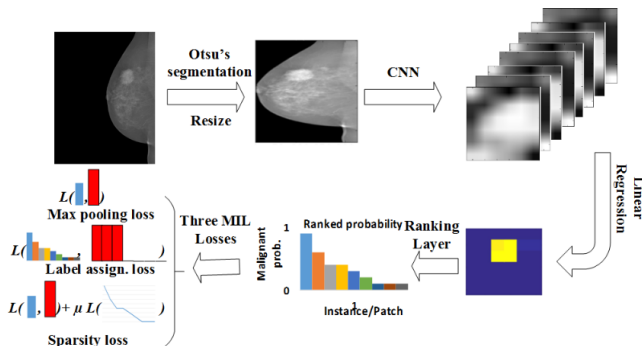 Otsu's
segmentation
Resize
CNN
Linear
Regression
Ranking
Layer
Ranked probability
Malignant
prob.
1
0
1
Instance/Patch
Three MIL
Losses
L( , )
Max pooling loss
L( , )
Label assign. loss
L( , )+ μ L( )
Sparsity loss